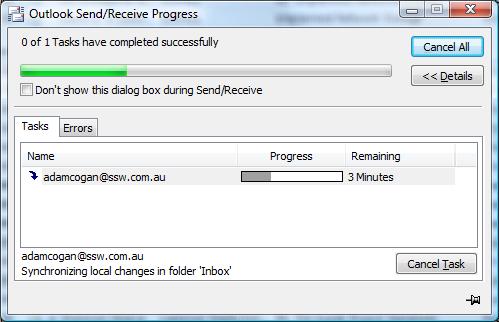 Outlook Send/Receive Progress
0 of 1 Tasks have completed successfully
Cancel All
<< Details
Don't show this dialog box during Send/Receive
Tasks Errors
Name Progress Remaining
adamcogan@ssw.com.au 3 Minutes
adamcogan@ssw.com.au
Synchronizing local changes in folder 'Inbox'
Cancel Task